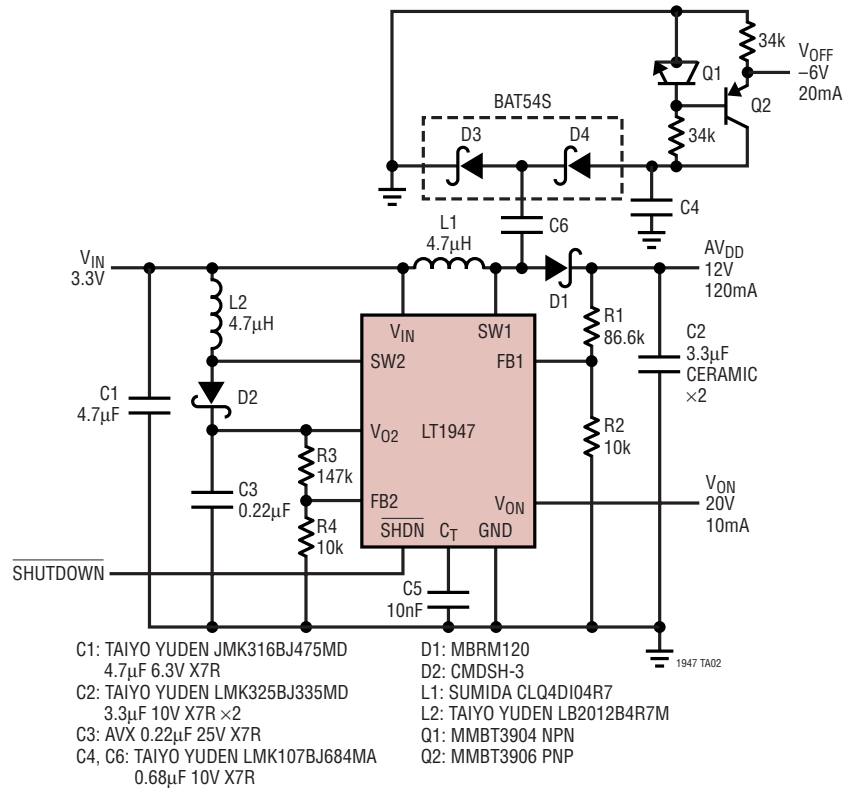 34k
V_OFF
–6V
20mA
Q1
Q2
BAT54S
34k
D3
D4
C4
C6
L1
4.7µH
V_IN
3.3V
AV_DD
12V
120mA
D1
L2
4.7µH
R1
86.6k
V_IN
SW1
C2
3.3µF
CERAMIC
×2
SW2
FB1
C1
4.7µF
D2
R2
10k
V_O2
LT1947
R3
147k
C3
0.22µF
FB2
V_ON
V_ON
20V
10mA
R4
10k
SHDN
C_T
GND
SHUTDOWN
C5
10nF
1947 TA02
C1: TAIYO YUDEN JMK316BJ475MD
4.7µF 6.3V X7R
C2: TAIYO YUDEN LMK325BJ335MD
3.3µF 10V X7R ×2
C3: AVX 0.22µF 25V X7R
C4, C6: TAIYO YUDEN LMK107BJ684MA
0.68µF 10V X7R
D1: MBRM120
D2: CMDSH-3
L1: SUMIDA CLQ4DI04R7
L2: TAIYO YUDEN LB2012B4R7M
Q1: MMBT3904 NPN
Q2: MMBT3906 PNP